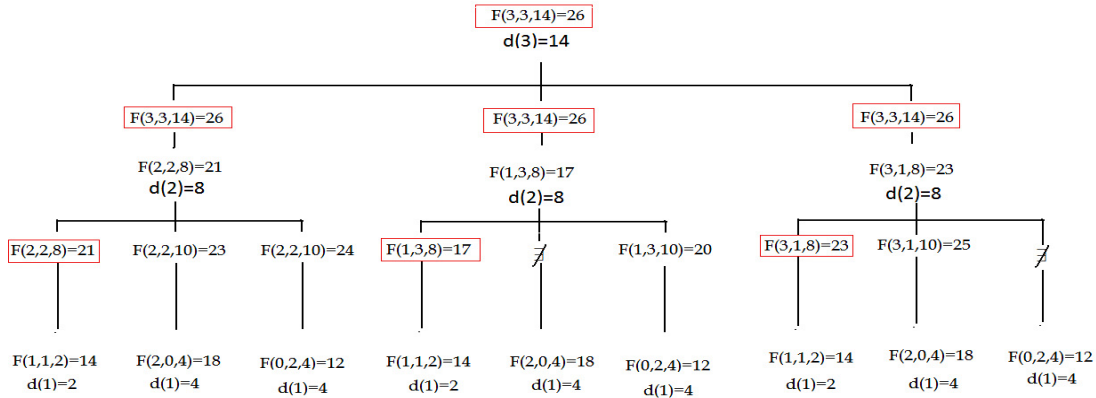 F(3,3,14)=26
d(3)=14
F(3,3,14)=26 F(3,3,14)=26 F(3,3,14)=26
F(2,2,8)=21 F(1,3,8)=17 F(3,1,8)=23
d(2)=8 d(2)=8 d(2)=8
F(2,2,8)=21 F(2,2,10)=23 F(2,2,10)=24 F(1,3,8)=17 ∄ F(1,3,10)=20 F(3,1,8)=23 F(3,1,10)=25 ∄
F(1,1,2)=14 F(2,0,4)=18 F(0,2,4)=12 F(1,1,2)=14 F(2,0,4)=18 F(0,2,4)=12 F(1,1,2)=14 F(2,0,4)=18 F(0,2,4)=12
d(1)=2 d(1)=4 d(1)=4 d(1)=2 d(1)=4 d(1)=4 d(1)=2 d(1)=4 d(1)=4